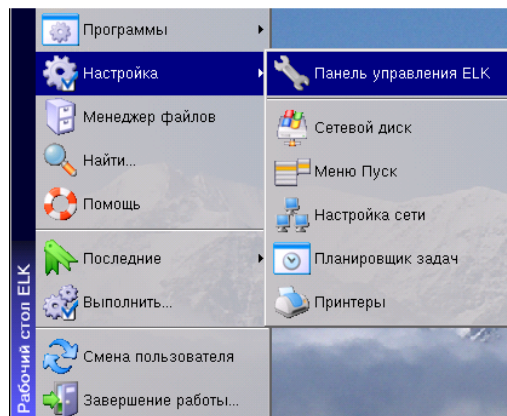 Программы
Настройка
Менеджер файлов
Найти...
Помощь
Последние
Выполнить...
Смена пользователя
Завершение работы...
Рабочий стол ELK
Панель управления ELK
Сетевой диск
Меню Пуск
Настройка сети
Планировщик задач
Принтеры